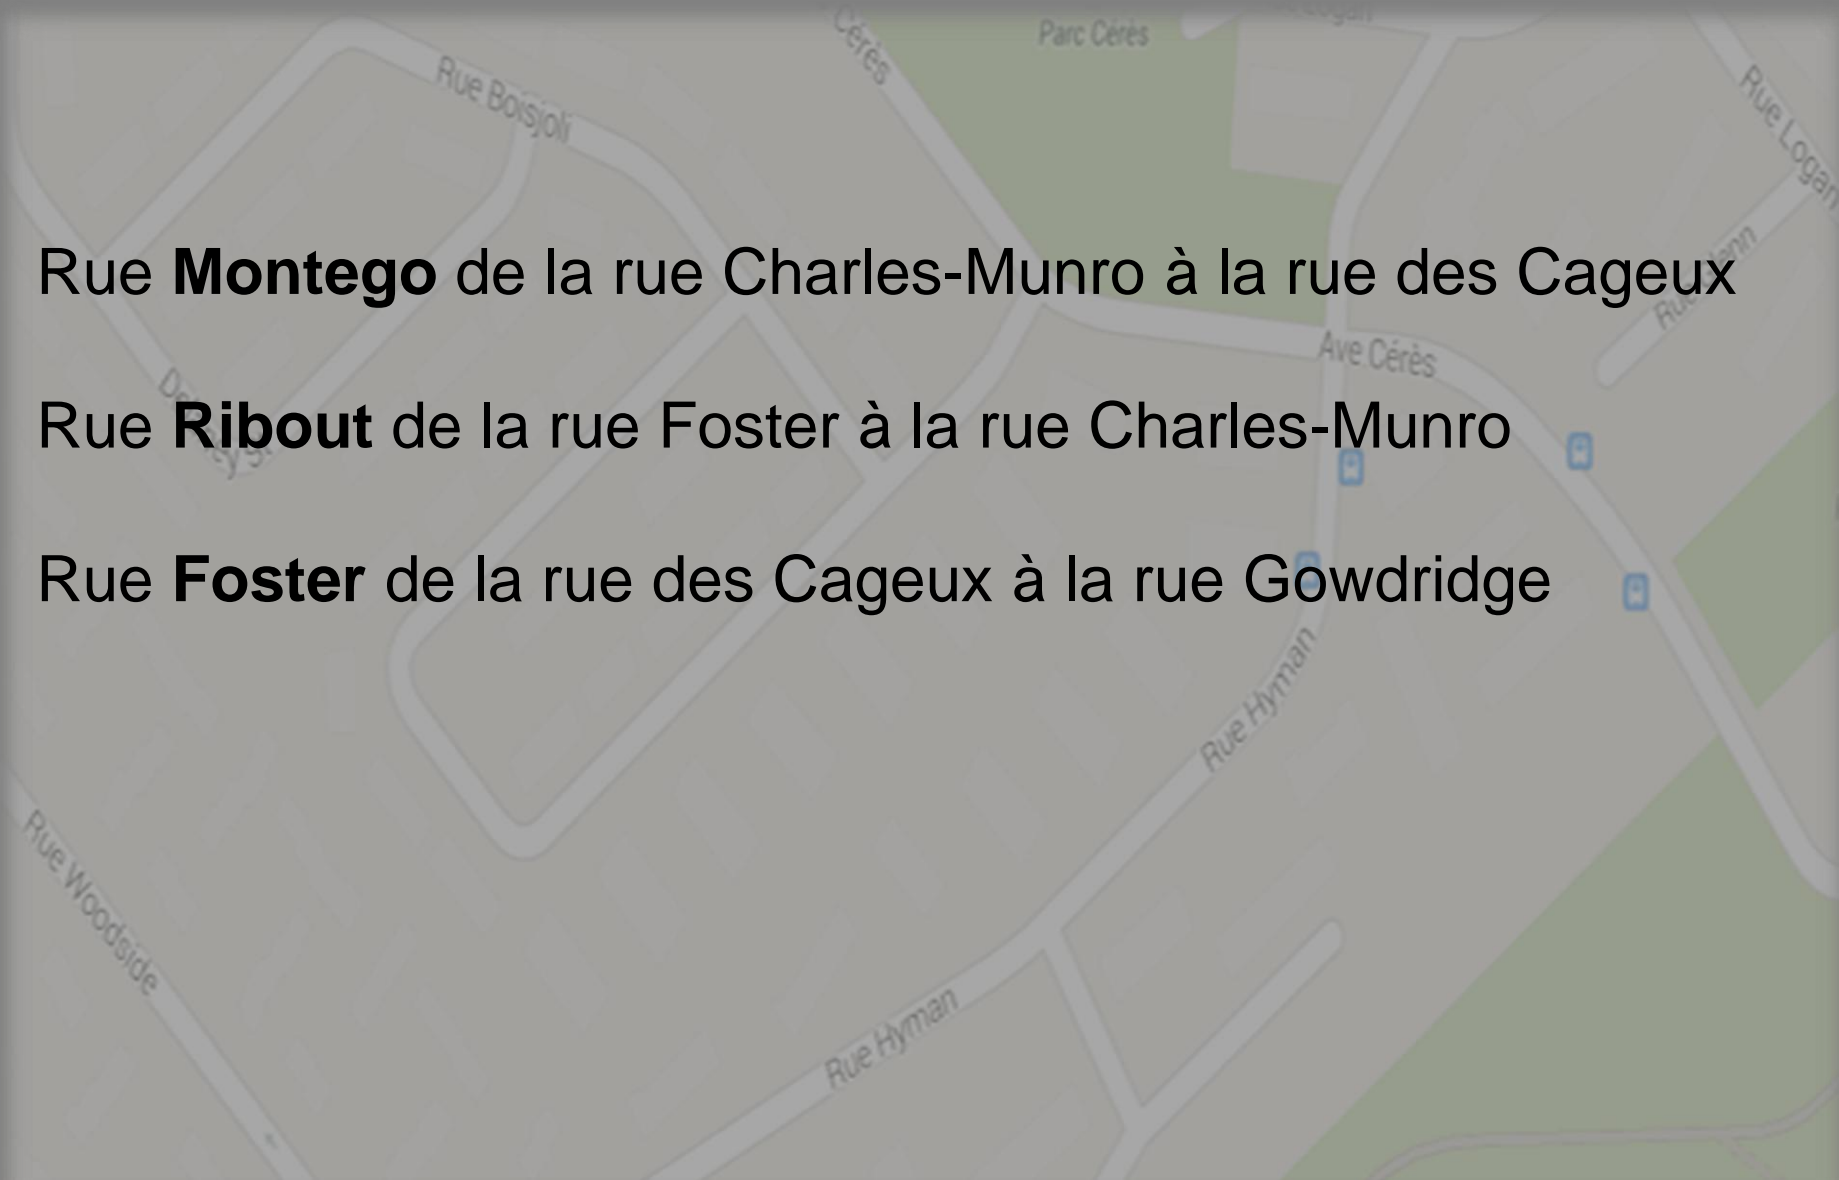 Cérès
Parc Cérès
Rue Boisjoli
Rue Logan
Rue Montego de la rue Charles-Munro à la rue des Cageux
Rue Glenn
Ave Cérès
Rue Ribout de la rue Foster à la rue Charles-Munro
Rue Foster de la rue des Cageux à la rue Gowdridge
Rue Hyman
Rue Woodside
Rue Hyman